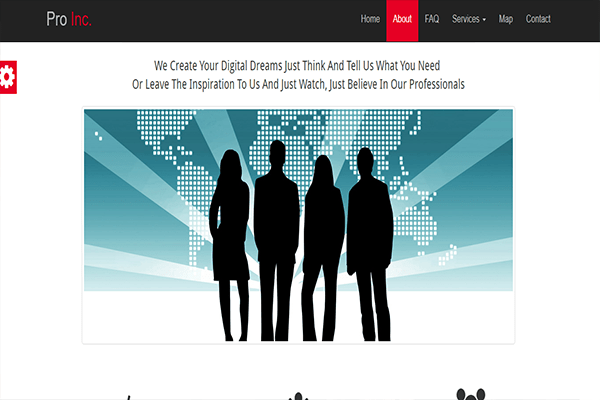 Pro Inc.
Home About FAQ Services Map Contact
We Create Your Digital Dreams Just Think And Tell Us What You Need
Or Leave The Inspiration To Us And Just Watch, Just Believe In Our Professionals